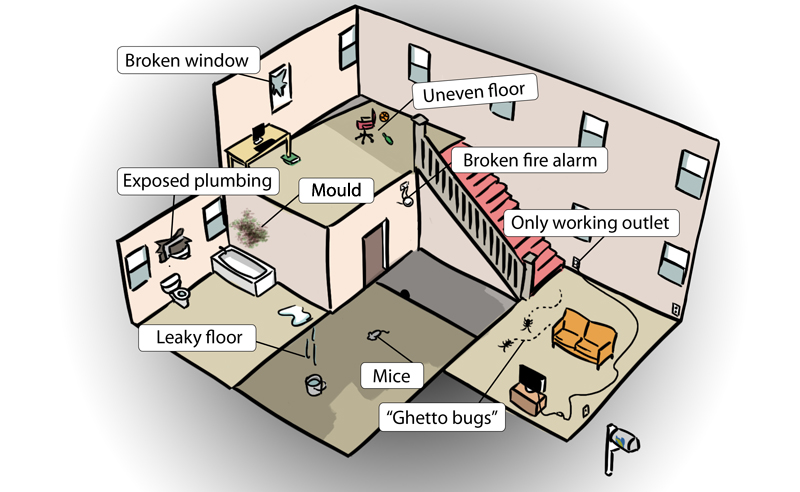 Broken window
Uneven floor
Broken fire alarm
Exposed plumbing
Mould
Only working outlet
Leaky floor
Mice
“Ghetto bugs”